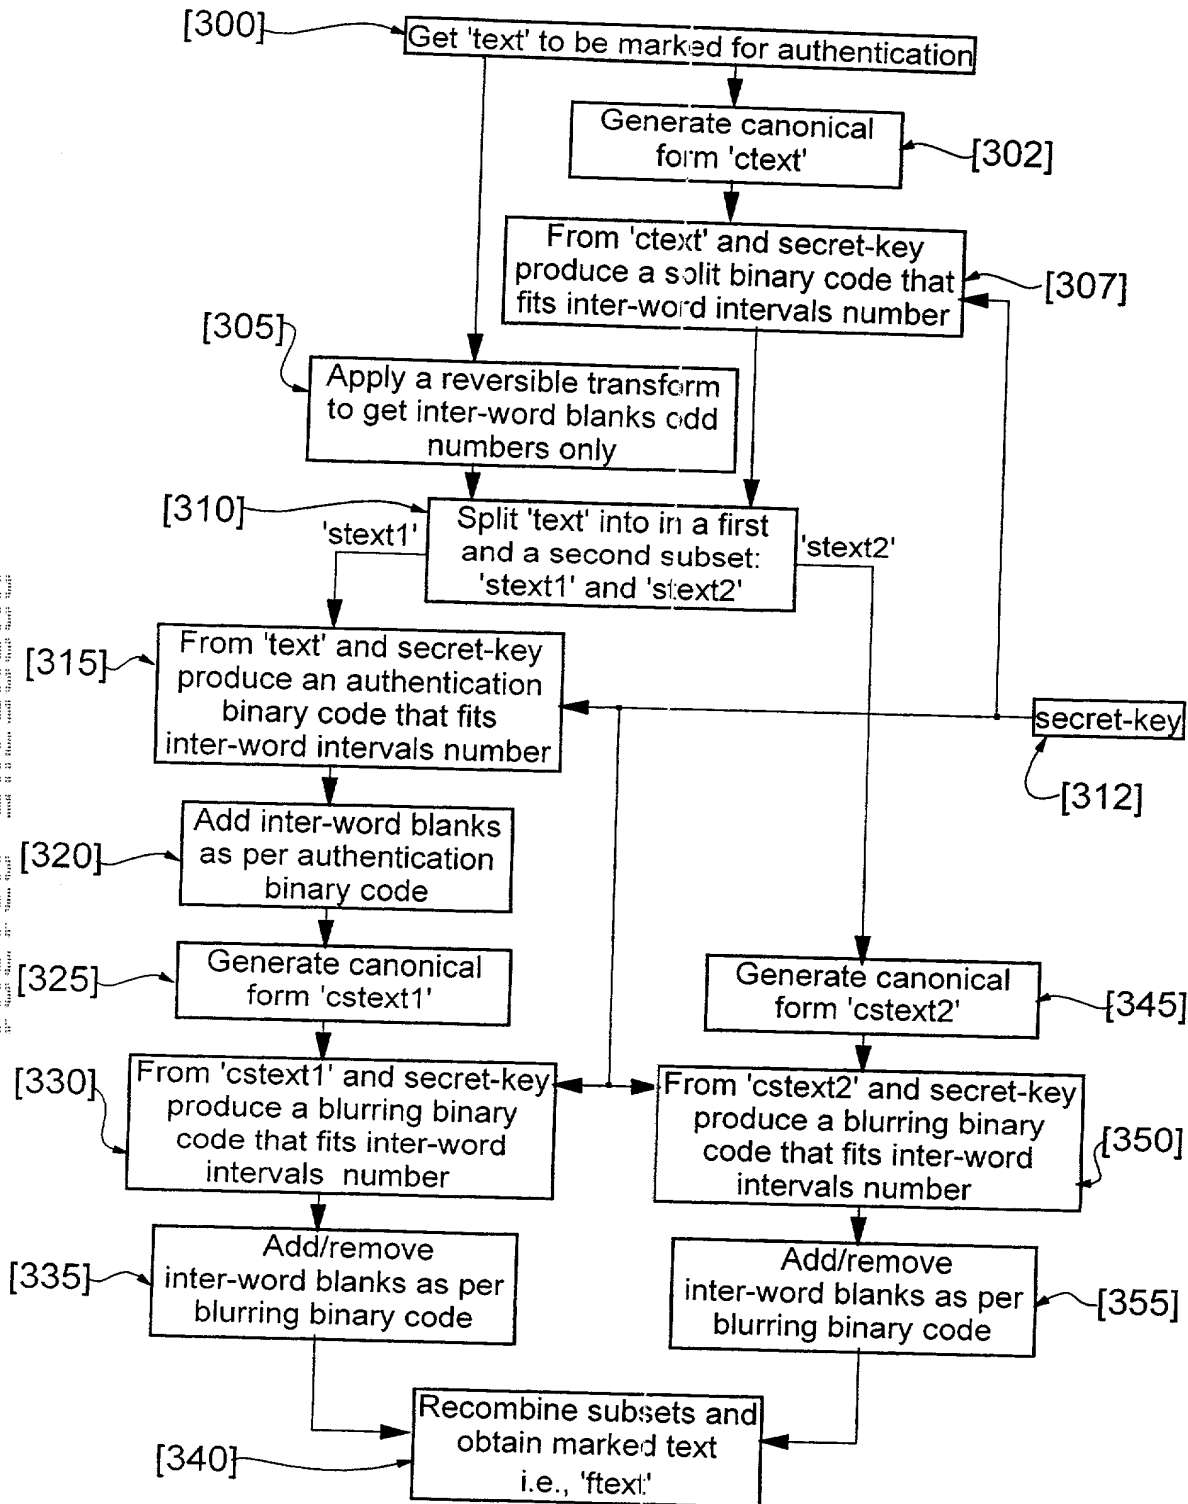 [300]
Get 'text' to be marked for authentication
Generate canonical
form 'ctext'
[302]
From 'ctext' and secret-key
produce a split binary code that
fits inter-word intervals number
[307]
[305]
Apply a reversible transform
to get inter-word blanks odd
numbers only
[310]
Split 'text' into in a first
and a second subset:
'stext1' and 'stext2'
'stext1'
'stext2'
[315]
From 'text' and secret-key
produce an authentication
binary code that fits
inter-word intervals number
secret-key
[312]
[320]
Add inter-word blanks
as per authentication
binary code
[325]
Generate canonical
form 'cstext1'
Generate canonical
form 'cstext2'
[345]
[330]
From 'cstext1' and secret-key
produce a blurring binary
code that fits inter-word
intervals number
From 'cstext2' and secret-key
produce a blurring binary
code that fits inter-word
intervals number
[350]
[335]
Add/remove
inter-word blanks as per
blurring binary code
Add/remove
inter-word blanks as per
blurring binary code
[355]
[340]
Recombine subsets and
obtain marked text
i.e., 'ftext'